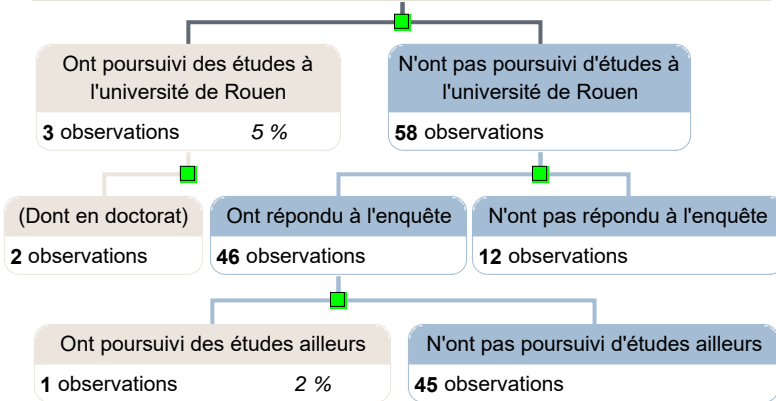 Ont poursuivi des études à
l'université de Rouen
3 observations 5 %
N'ont pas poursuivi d'études à
l'université de Rouen
58 observations
(Dont en doctorat)
2 observations
Ont répondu à l'enquête
46 observations
N'ont pas répondu à l'enquête
12 observations
Ont poursuivi des études ailleurs
1 observations 2 %
N'ont pas poursuivi d'études ailleurs
45 observations